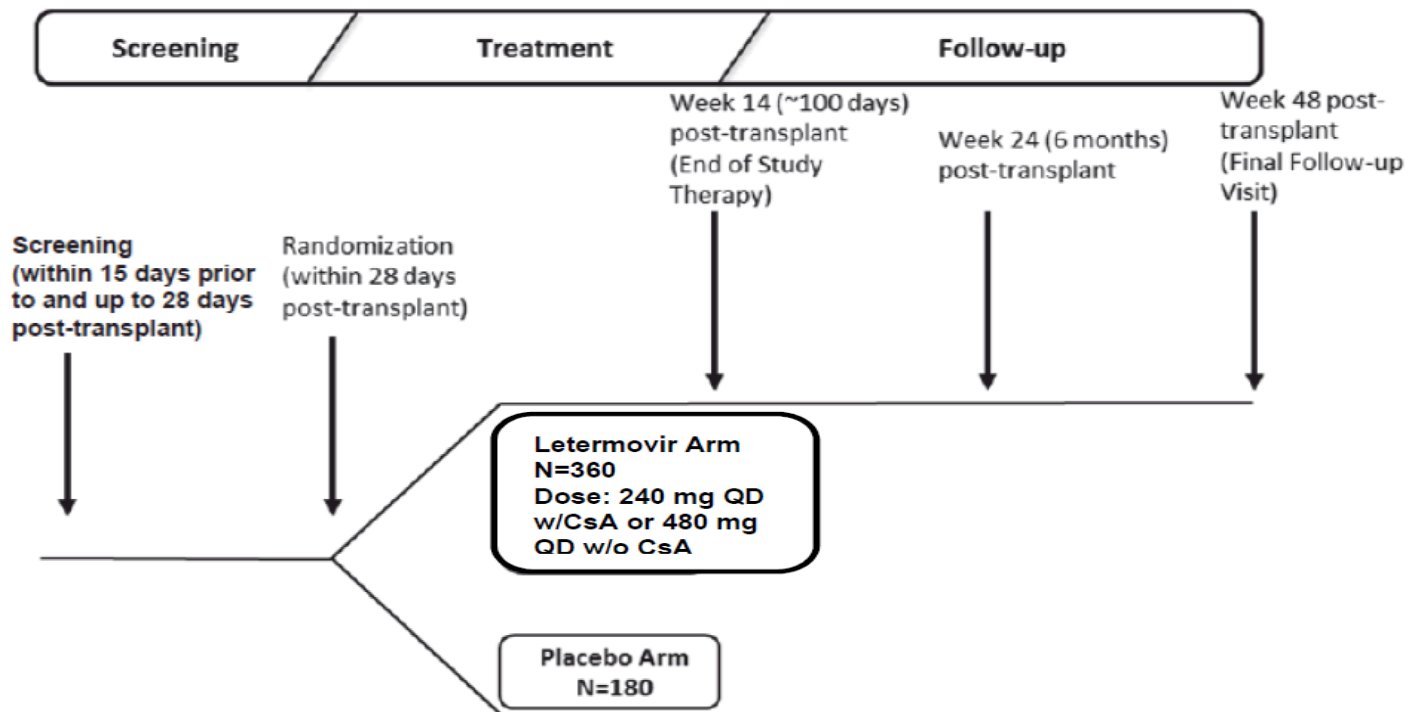 Screening
Treatment
Follow-up
Week 14 (~100 days)
post-transplant
(End of Study
Therapy)
Week 24 (6 months)
post-transplant
Week 48 post-
transplant
(Final Follow-up
Visit)
Screening
(within 15 days prior
to and up to 28 days
post-transplant)
Randomization
(within 28 days
post-transplant)
Letermovir Arm
N=360
Dose: 240 mg QD
w/CsA or 480 mg
QD w/o CsA
Placebo Arm
N=180